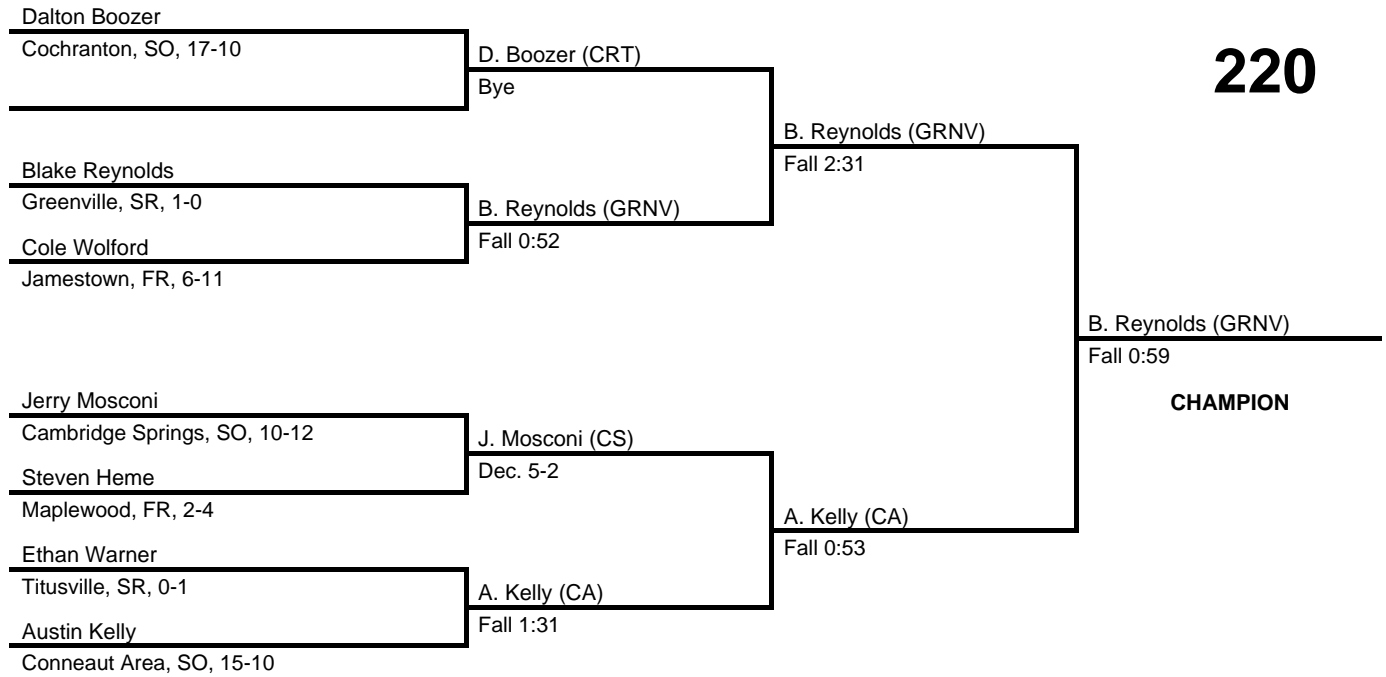 Dalton Boozer
Cochranton, SO, 17-10
D. Boozer (CRT)
Bye
220
B. Reynolds (GRNV)
Fall 2:31
Blake Reynolds
Greenville, SR, 1-0
B. Reynolds (GRNV)
Fall 0:52
Cole Wolford
Jamestown, FR, 6-11
B. Reynolds (GRNV)
Fall 0:59
CHAMPION
Jerry Mosconi
Cambridge Springs, SO, 10-12
J. Mosconi (CS)
Dec. 5-2
Steven Heme
Maplewood, FR, 2-4
A. Kelly (CA)
Fall 0:53
Ethan Warner
Titusville, SR, 0-1
A. Kelly (CA)
Fall 1:31
Austin Kelly
Conneaut Area, SO, 15-10